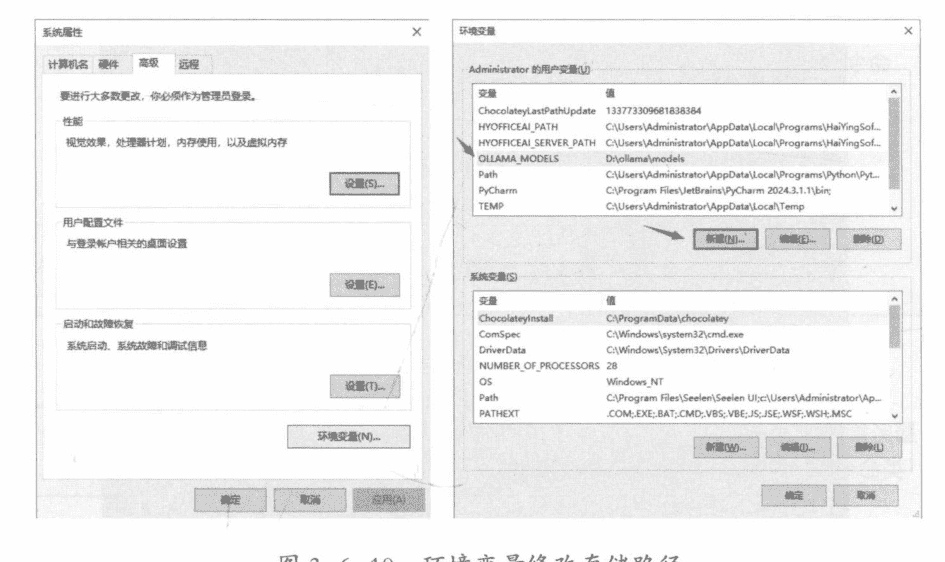 系统属性
计算机名 硬件 高级 远程
要进行大多数更改，你必须作为管理员登录。
性能
视觉效果，处理器计划，内存使用，以及虚拟内存
设置(S)...
用户配置文件
与登录帐户相关的桌面设置
设置(E)...
启动和故障恢复
系统启动、系统故障和调试信息
设置(T)...
环境变量(N)...
确定 取消 应用(A)
环境变量
Administrator 的用户变量(U)
变量 值
ChocolateyLastPathUpdate 133773309681838384
HYOFFICEAI_PATH C:\Users\Administrator\AppData\Local\Programs\HaiYingSof...
HYOFFICEAI_SERVER_PATH C:\Users\Administrator\AppData\Local\Programs\HaiYingSof...
OLLAMA_MODELS D:\ollama\models
Path C:\Users\Administrator\AppData\Local\Programs\Python\Pyt...
PyCharm C:\Program Files\JetBrains\PyCharm 2024.3.1.1\bin;
TEMP C:\Users\Administrator\AppData\Local\Temp
新建(N)... 编辑(E)... 删除(D)
系统变量(S)
变量 值
ChocolateyInstall C:\ProgramData\chocolatey
ComSpec C:\Windows\system32\cmd.exe
DriverData C:\Windows\System32\Drivers\DriverData
NUMBER_OF_PROCESSORS 28
OS Windows_NT
Path C:\Program Files\Seelen\Seelen UI;c:\Users\Administrator\Ap...
PATHEXT .COM;.EXE;.BAT;.CMD;.VBS;.VBE;.JS;.JSE;.WSF;.WSH;.MSC
新建(W)... 编辑(I)... 删除(L)
确定 取消
环境变量修改存储路径